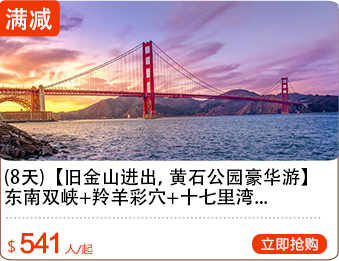 满减
(8天)【旧金山进出, 黄石公园豪华游】
东南双峡+羚羊彩穴+十七里湾...
$ 541 人/起
立即抢购